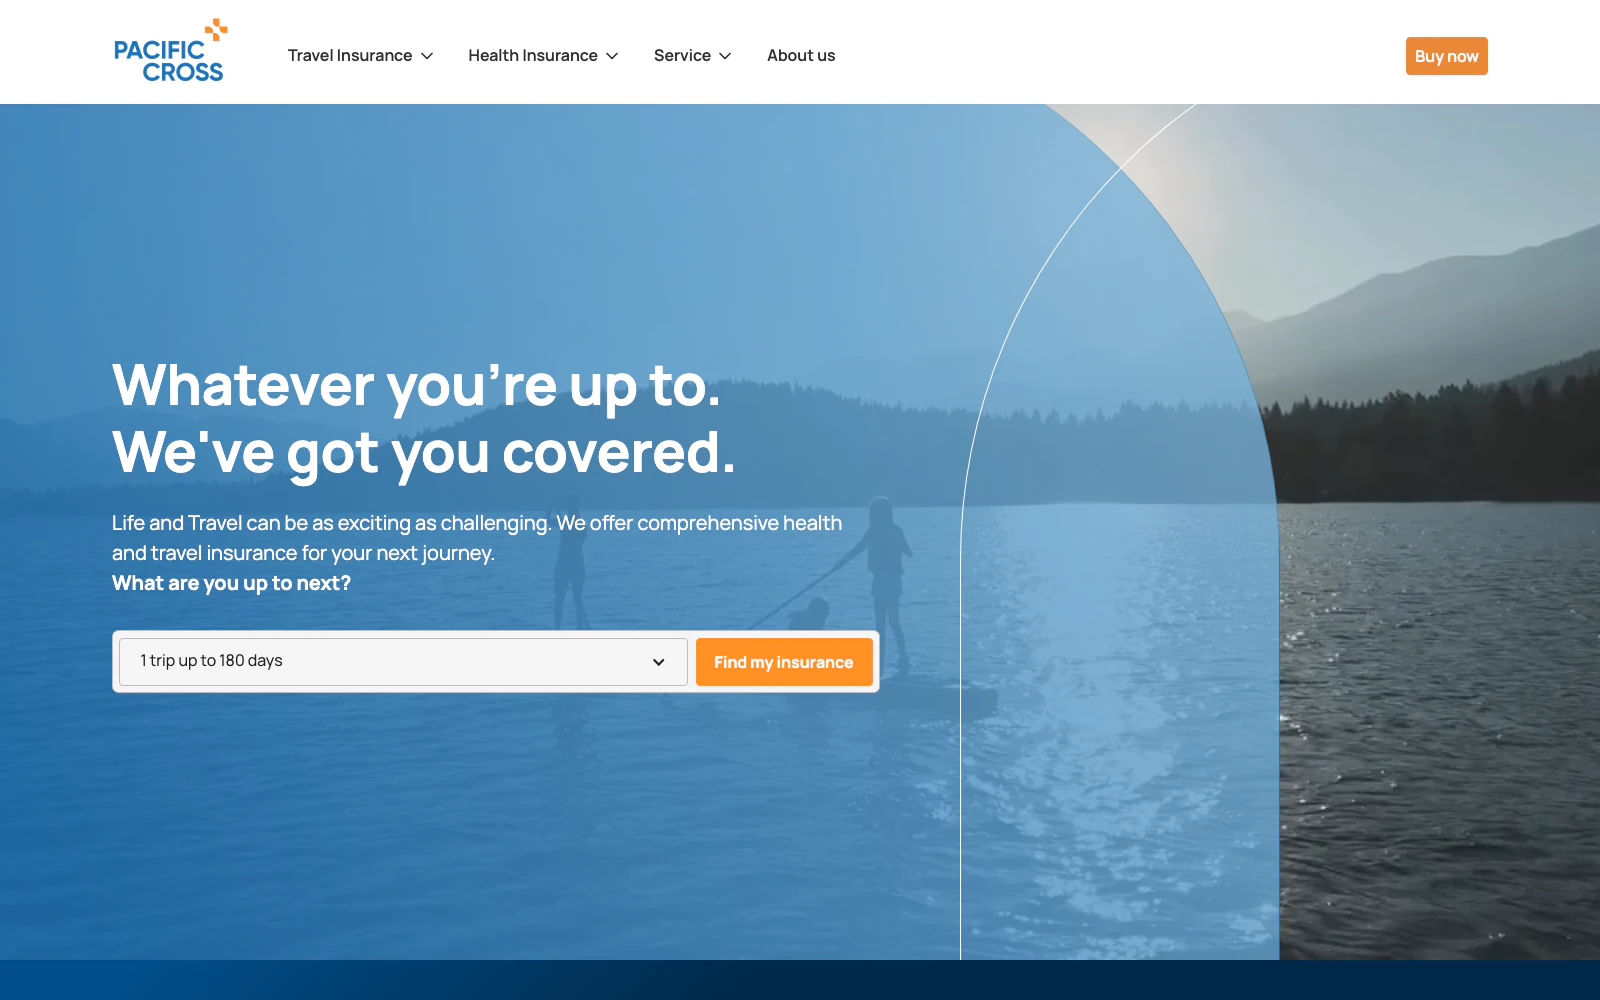 PACIFIC
CROSS
Travel Insurance
Health Insurance
Service
About us
Buy now
Whatever you’re up to.
We've got you covered.
Life and Travel can be as exciting as challenging. We offer comprehensive health
and travel insurance for your next journey.
What are you up to next?
1 trip up to 180 days
Find my insurance